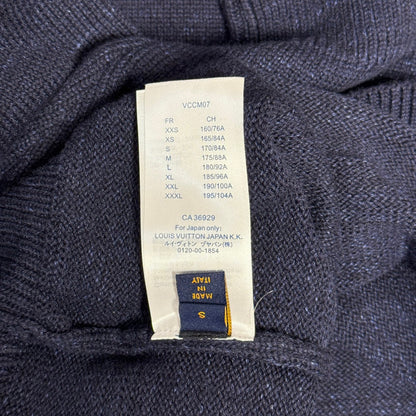 VCCM07
FR CH
XXS 160/76A
XS 165/84A
S 170/84A
M 175/88A
L 180/92A
XL 185/96A
XXL 190/100A
XXXL 195/104A
CA 36929
For Japan only:
LOUIS VUITTON JAPAN K.K.
ルイ・ヴィトン ジャパン(株)
0120-00-1854
MADE
IN
ITALY
S